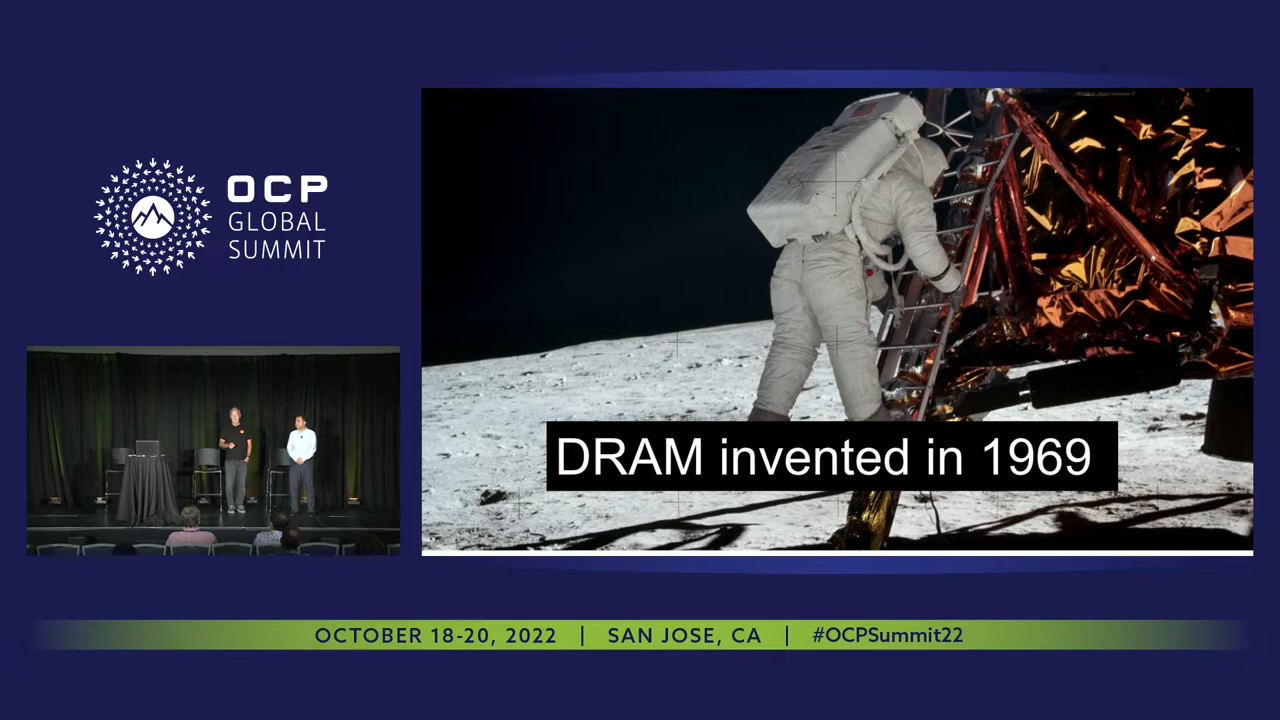 OCP
GLOBAL
SUMMIT
DRAM invented in 1969
OCTOBER 18-20, 2022 | SAN JOSE, CA | #OCPSummit22